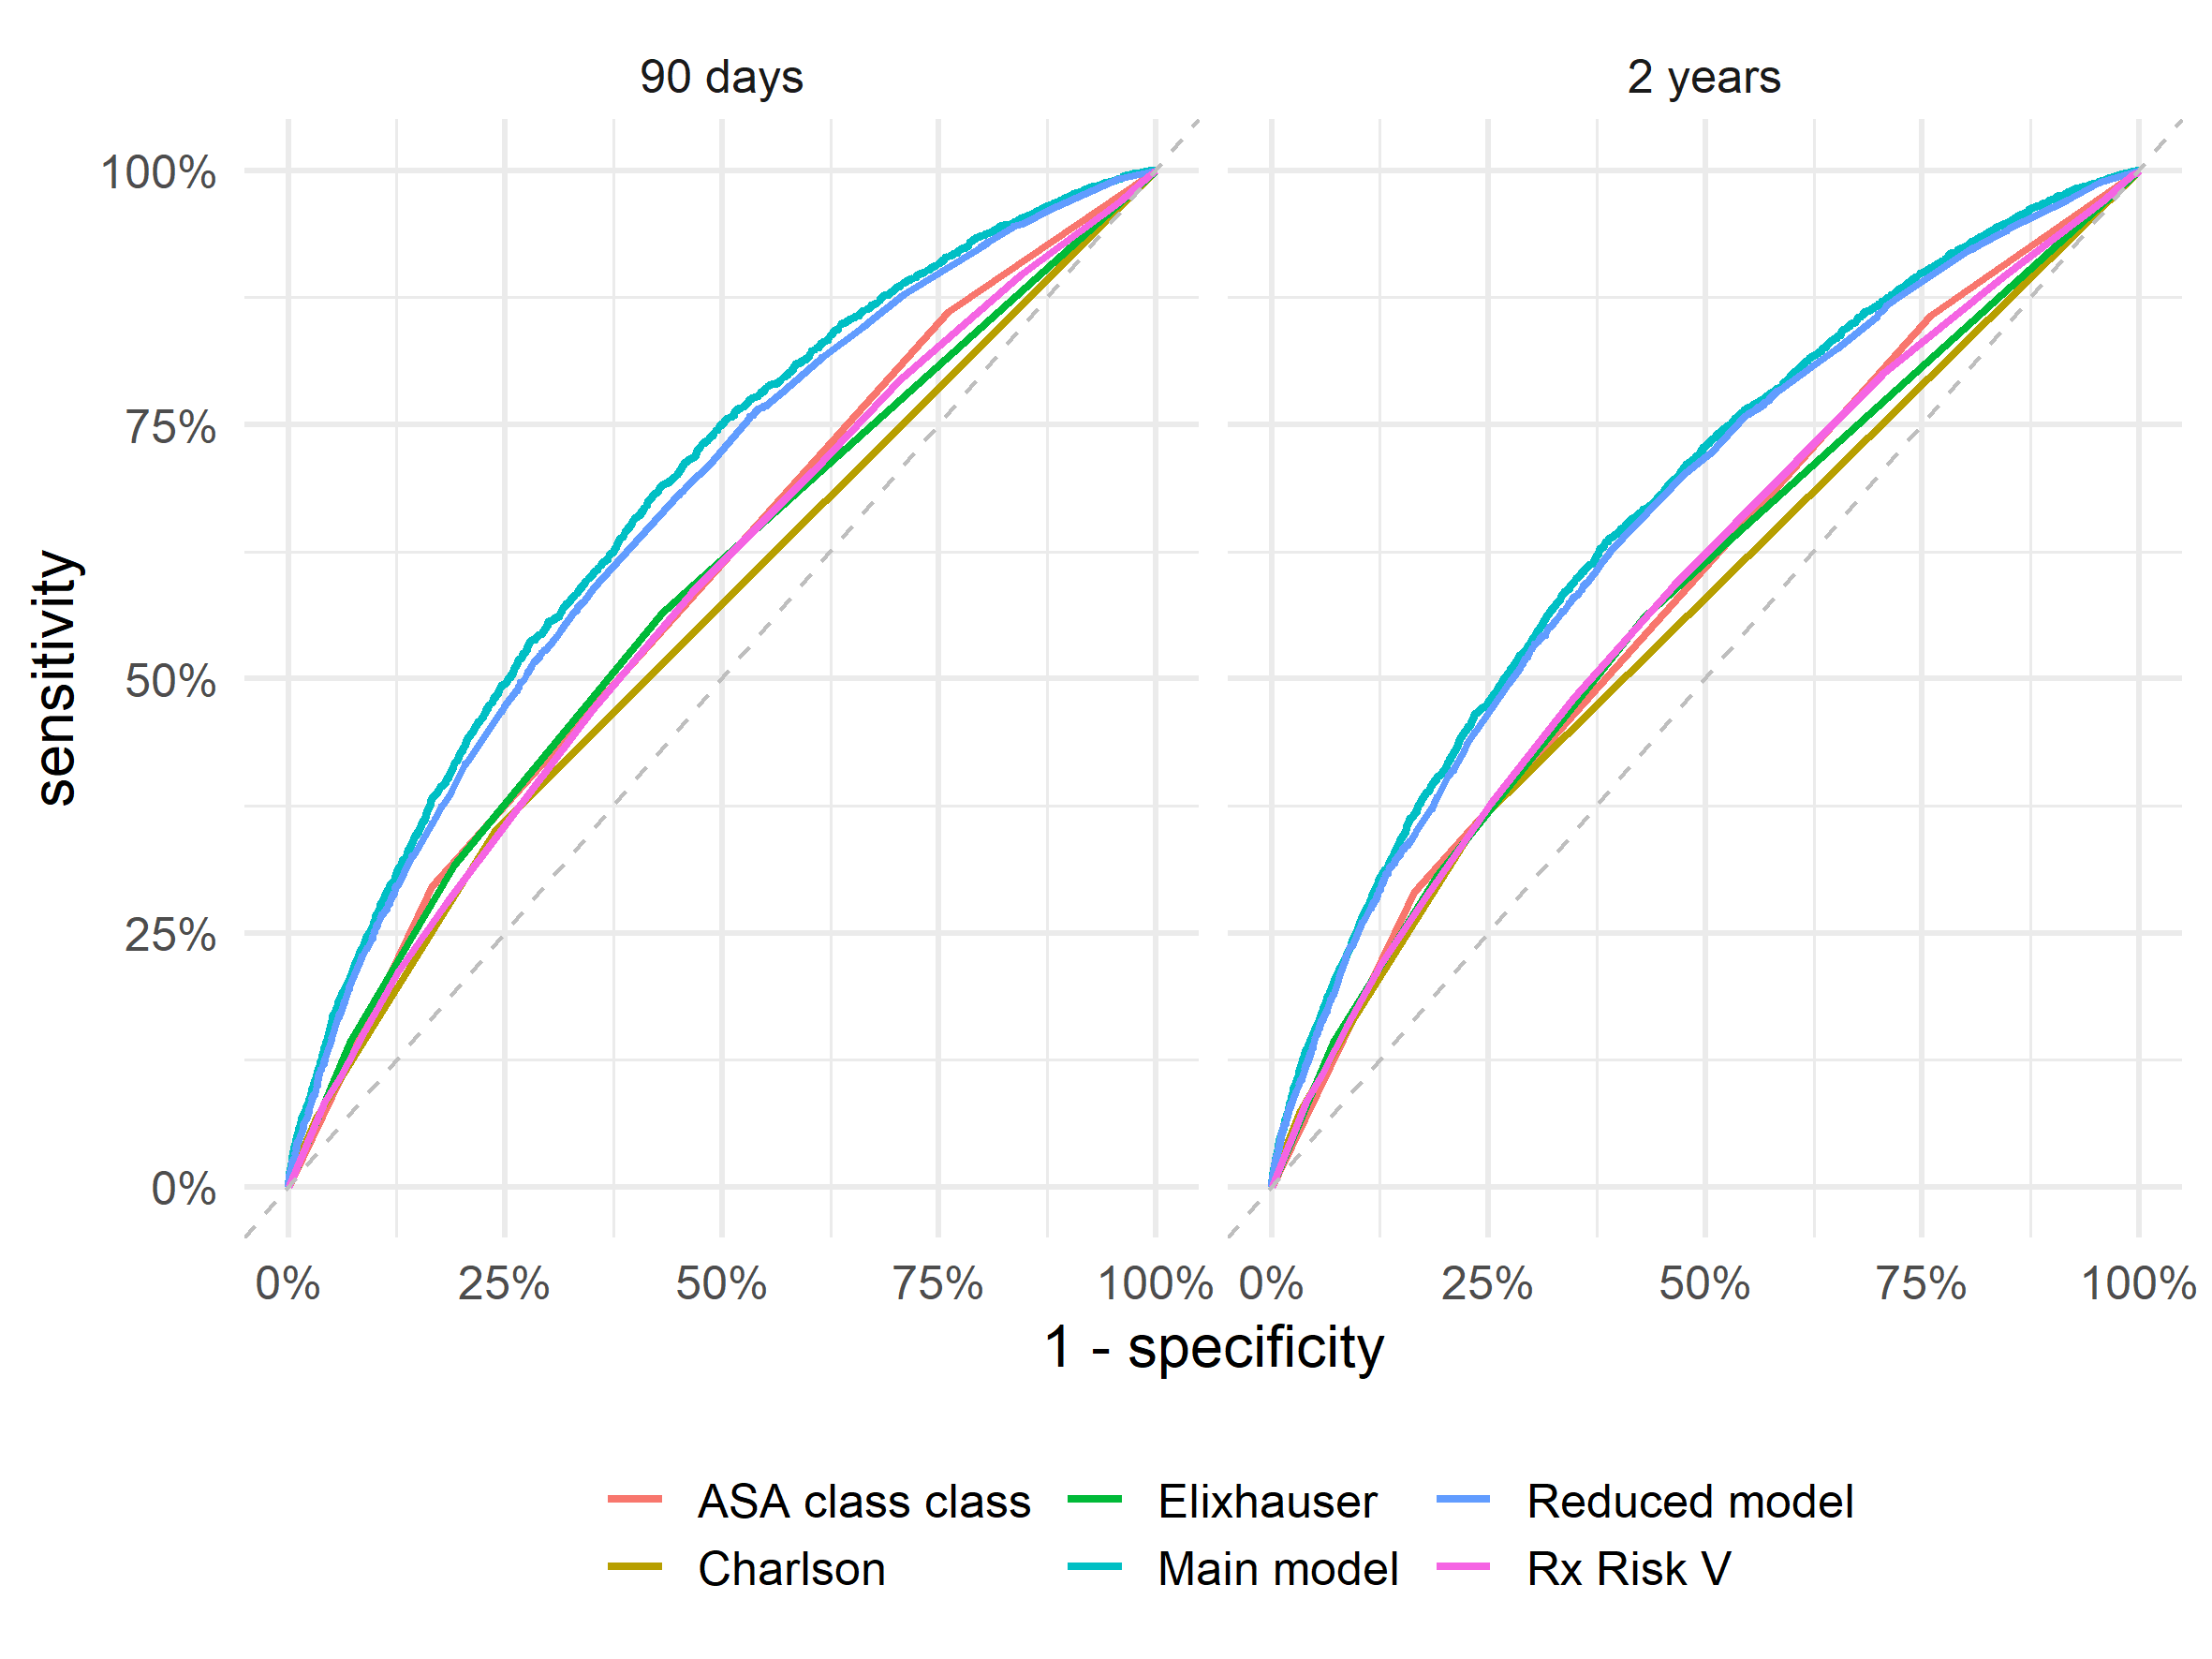 90 days 2 years
100%
75%
50%
25%
0%
sensitivity
0% 25% 50% 75% 100% 0% 25% 50% 75% 100%
1 - specificity
ASA class class Elixhauser Reduced model
Charlson Main model Rx Risk V